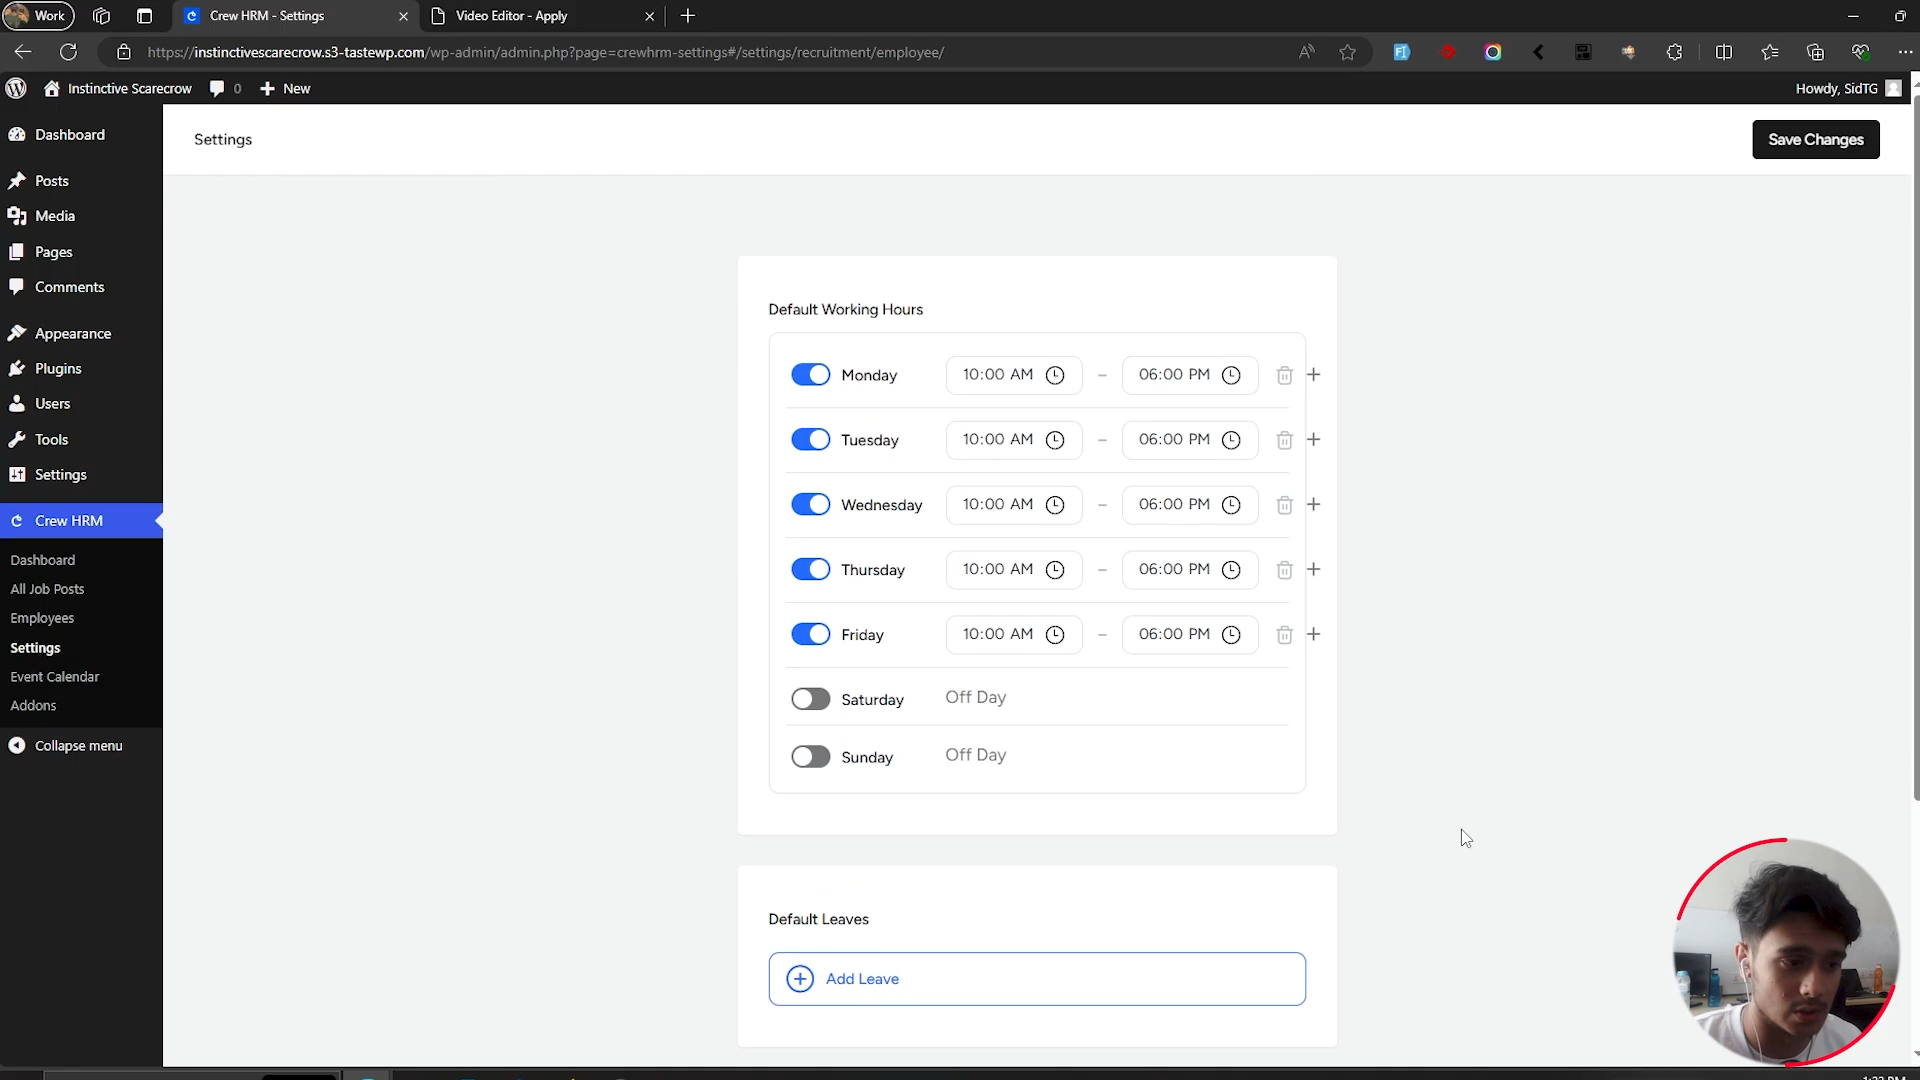 Work
Crew HRM - Settings
Video Editor - Apply
https://instinctivescarecrow.s3-tastewp.com/wp-admin/admin.php?page=crewhrm-settings#/settings/recruitment/employee/
Instinctive Scarecrow
0
New
Howdy, SidTG
Dashboard
Posts
Media
Pages
Comments
Appearance
Plugins
Users
Tools
Settings
Crew HRM
Dashboard
All Job Posts
Employees
Settings
Event Calendar
Addons
Collapse menu
Settings
Save Changes
Default Working Hours
Monday 10:00 AM – 06:00 PM
Tuesday 10:00 AM – 06:00 PM
Wednesday 10:00 AM – 06:00 PM
Thursday 10:00 AM – 06:00 PM
Friday 10:00 AM – 06:00 PM
Saturday Off Day
Sunday Off Day
Default Leaves
Add Leave